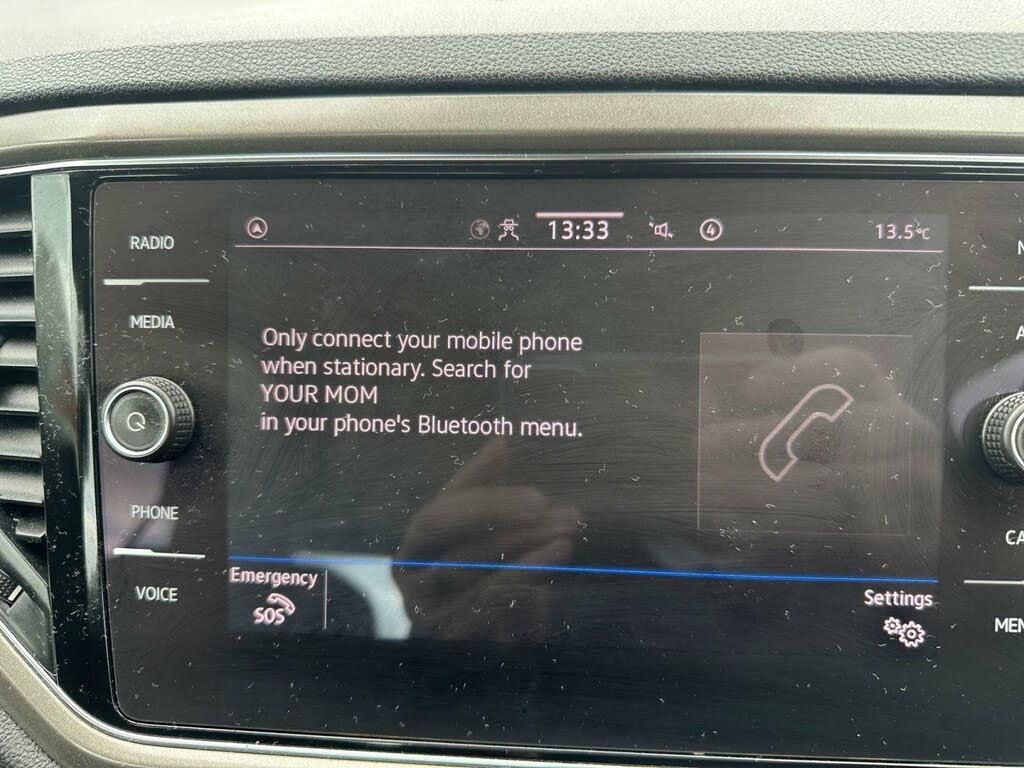 RADIO
MEDIA
PHONE
VOICE
13:33
4
13.5°C
Only connect your mobile phone
when stationary. Search for
YOUR MOM
in your phone's Bluetooth menu.
Emergency
SOS
Settings